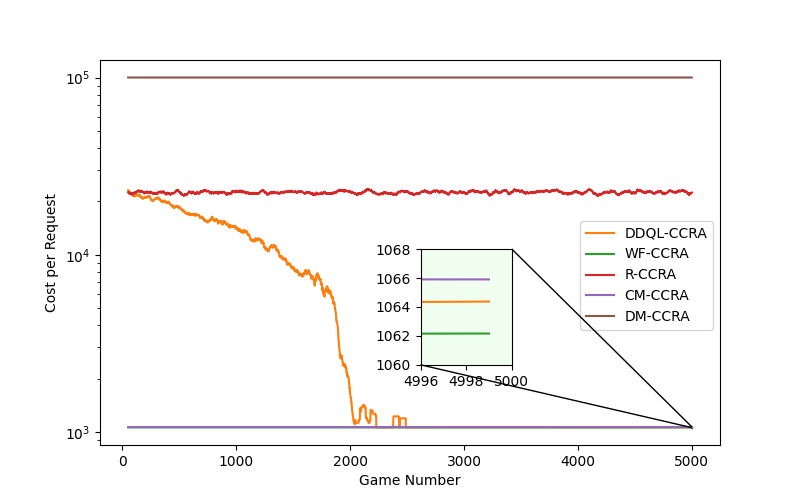 10^5
10^4
10^3
Cost per Request
1068
1066
1064
1062
1060
4996 4998 5000
DDQL-CCRA
WF-CCRA
R-CCRA
CM-CCRA
DM-CCRA
0 1000 2000 3000 4000 5000
Game Number